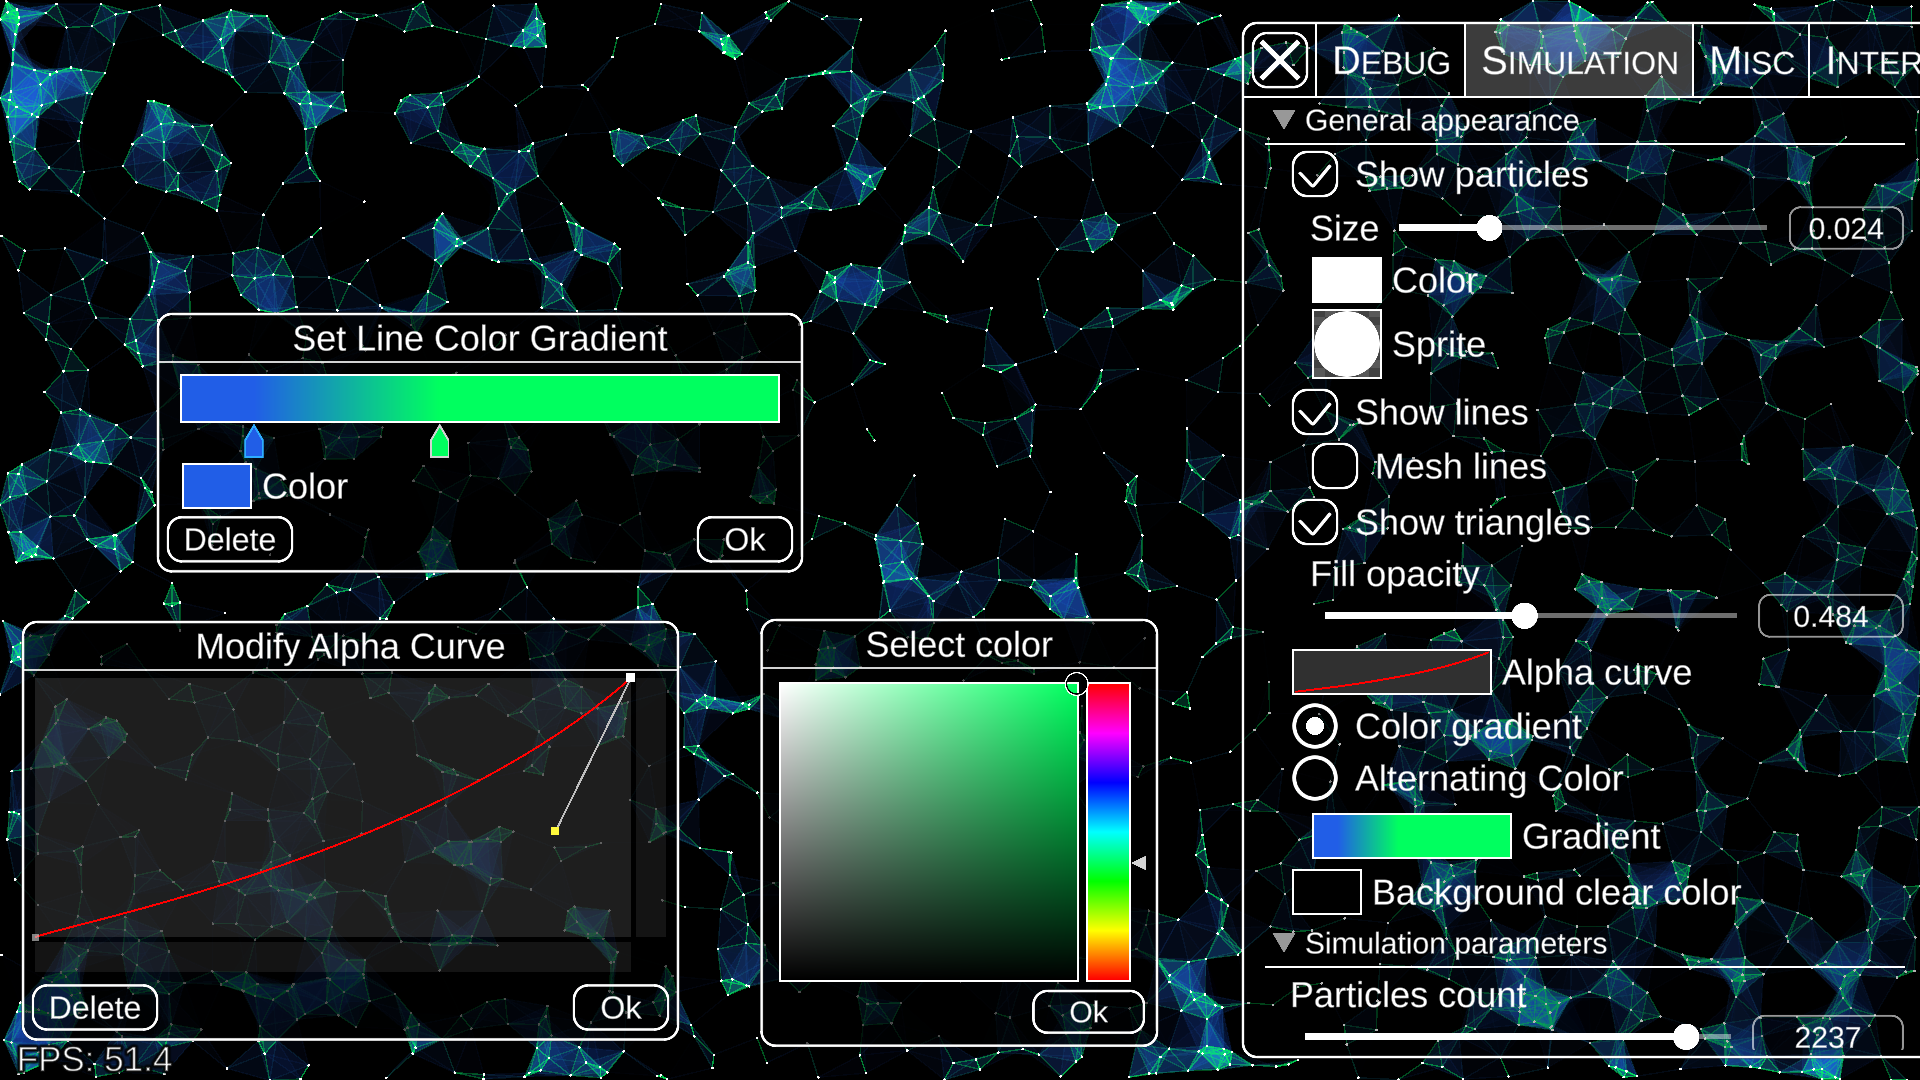 Set Line Color Gradient
Color
Delete
Ok
Modify Alpha Curve
Delete
Ok
FPS: 51.4
Select color
Ok
DEBUG SIMULATION MISC INTER
General appearance
Show particles
Size 0.024
Color
Sprite
Show lines
Mesh lines
Show triangles
Fill opacity
0.484
Alpha curve
Color gradient
Alternating Color
Gradient
Background clear color
Simulation parameters
Particles count
2237